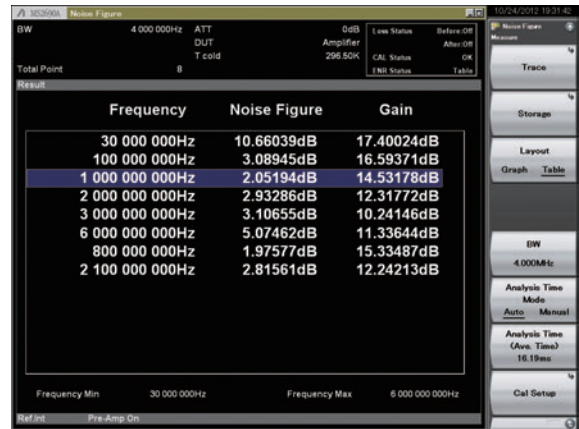 MS2690A Noise Figure
10/24/2012 19:31:42
BW 4 000 000Hz ATT 0dB
DUT Amplifier
T cold 296.50K
Total Point 8
Loss Status Before:Off
After:Off
CAL Status OK
ENR Status Table
Result
Frequency Noise Figure Gain
30 000 000Hz 10.66039dB 17.40024dB
100 000 000Hz 3.08945dB 16.59371dB
1 000 000 000Hz 2.05194dB 14.53178dB
2 000 000 000Hz 2.93286dB 12.31772dB
3 000 000 000Hz 3.10655dB 10.24146dB
6 000 000 000Hz 5.07462dB 11.33644dB
800 000 000Hz 1.97577dB 15.33487dB
2 100 000 000Hz 2.81561dB 12.24213dB
Frequency Min 30 000 000Hz Frequency Max 6 000 000 000Hz
Ref.Int Pre-Amp On
Noise Figure
Measure
Trace
Storage
Layout
Graph Table
BW
4.000MHz
Analysis Time
Mode
Auto Manual
Analysis Time
(Ave. Time)
16.19ms
Cal Setup